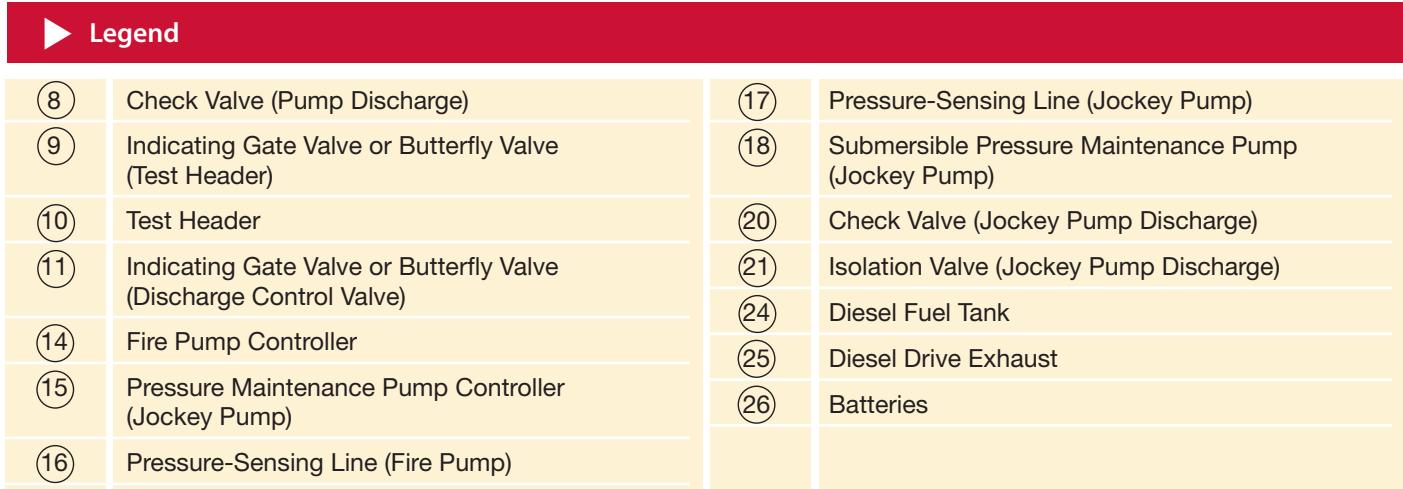 Legend
8 Check Valve (Pump Discharge)
9 Indicating Gate Valve or Butterfly Valve
(Test Header)
10 Test Header
11 Indicating Gate Valve or Butterfly Valve
(Discharge Control Valve)
14 Fire Pump Controller
15 Pressure Maintenance Pump Controller
(Jockey Pump)
16 Pressure-Sensing Line (Fire Pump)
17 Pressure-Sensing Line (Jockey Pump)
18 Submersible Pressure Maintenance Pump
(Jockey Pump)
20 Check Valve (Jockey Pump Discharge)
21 Isolation Valve (Jockey Pump Discharge)
24 Diesel Fuel Tank
25 Diesel Drive Exhaust
26 Batteries